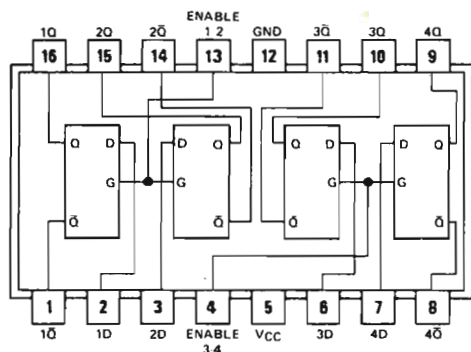 ENABLE
1Q 2Q 2Q̄ 1 2 GND 3Q̄ 3Q 4Q
16 15 14 13 12 11 10 9
Q D D Q Q D D Q
G G G G
Q̄ Q̄ Q̄ Q̄
1 2 3 4 5 6 7 8
1Q̄ 1D 2D ENABLE VCC 3D 4D 4Q̄
3-4